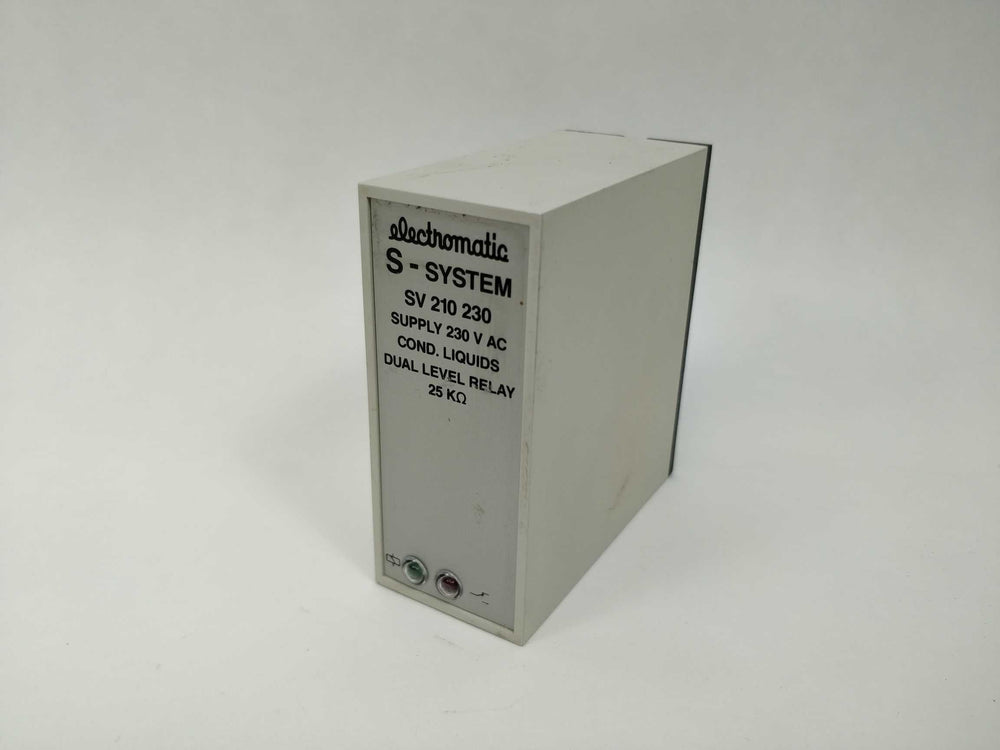 electromatic
S - SYSTEM
SV 210 230
SUPPLY 230 V AC
COND. LIQUIDS
DUAL LEVEL RELAY
25 KΩ